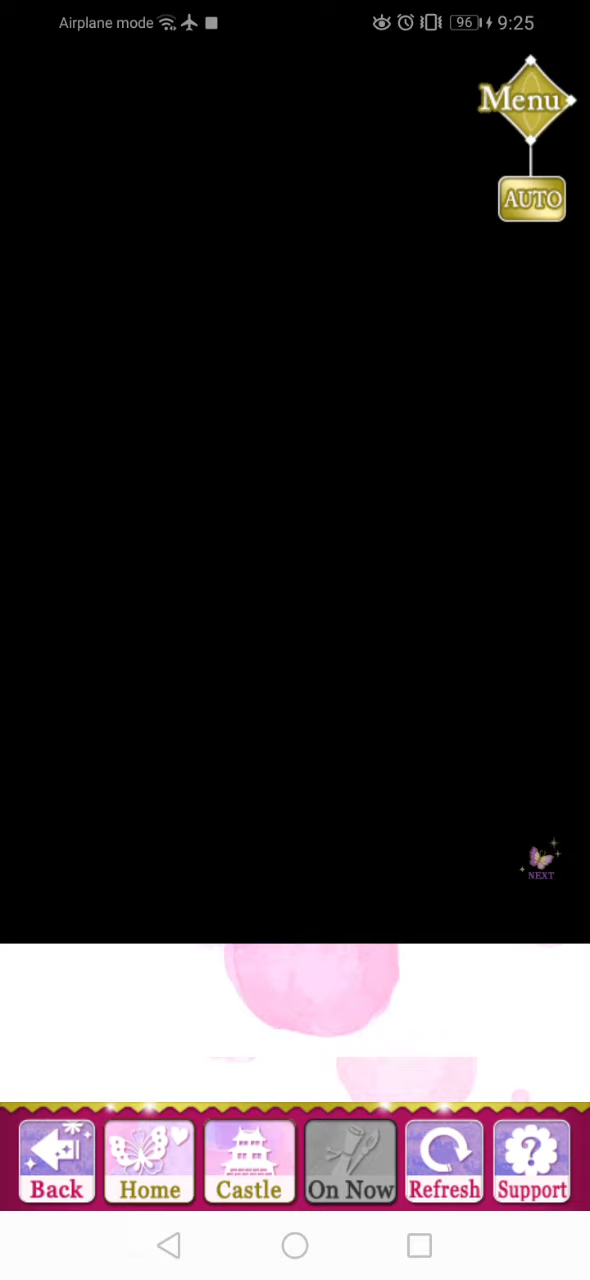 Airplane mode
96
9:25
Menu
AUTO
NEXT
Back
Home
Castle
On Now
Refresh
Support